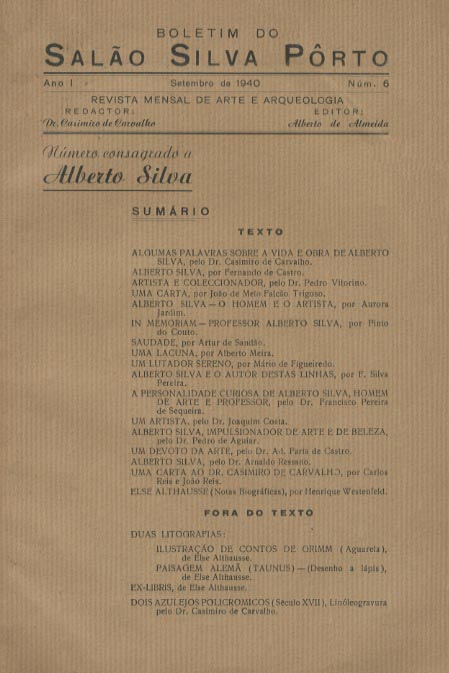 BOLETIM DO
SALÃO SILVA PÔRTO
Ano I Setembro de 1940 Núm. 6
REVISTA MENSAL DE ARTE E ARQUEOLOGIA
REDACTOR: EDITOR:
Dr. Casimiro de Carvalho Alberto de Almeida
Número consagrado a
Alberto Silva
SUMÁRIO
TEXTO
ALGUMAS PALAVRAS SOBRE A VIDA E OBRA DE ALBERTO
SILVA, pelo Dr. Casimiro de Carvalho.
ALBERTO SILVA, por Fernando de Castro.
ARTISTA E COLECCIONADOR, pelo Dr. Pedro Vitorino.
UMA CARTA, por João de Melo Falcão Trigoso.
ALBERTO SILVA — O HOMEM E O ARTISTA, por Aurora
Jardim.
IN MEMORIAM — PROFESSOR ALBERTO SILVA, por Pinto
do Couto.
SAUDADE, por Artur de Sandão.
UMA LACUNA, por Alberto Meira.
UM LUTADOR SERENO, por Mário de Figueiredo.
ALBERTO SILVA E O AUTOR DESTAS LINHAS, por F. Silva
Pereira.
A PERSONALIDADE CURIOSA DE ALBERTO SILVA, HOMEM
DE ARTE E PROFESSOR, pelo Dr. Francisco Pereira
de Sequeira.
UM ARTISTA, pelo Dr. Joaquim Costa.
ALBERTO SILVA, IMPULSIONADOR DE ARTE E DE BELEZA,
pelo Dr. Pedro de Aguiar.
UM DEVOTO DA ARTE, pelo Dr. Ad. Faria de Castro.
ALBERTO SILVA, pelo Dr. Arnaldo Ressano.
UMA CARTA AO DR. CASIMIRO DE CARVALHO, por Carlos
Reis e João Reis.
ELSE ALTHAUSSE (Notas Biográficas), por Henrique Westenfeld.
FORA DO TEXTO
DUAS LITOGRAFIAS:
ILUSTRAÇÃO DE CONTOS DE GRIMM (Aguarela),
de Else Althausse.
PAISAGEM ALEMÃ (TAUNUS) — (Desenho a lápis),
de Else Althausse.
EX-LIBRIS, de Else Althausse.
DOIS AZULEJOS POLICROMICOS (Século XVII), Linóleogravura
pelo Dr. Casimiro de Carvalho.